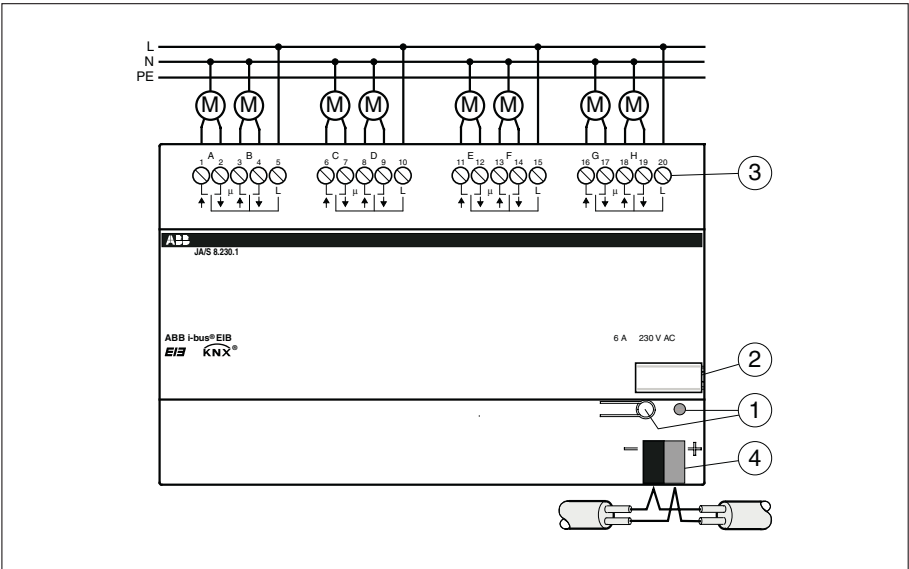 L
N
PE
M M M M M M M M
A B C D E F G H
1 2 3 4 5 6 7 8 9 10 11 12 13 14 15 16 17 18 19 20
µ L µ L µ L µ L
3
ABB
JA/S 8.230.1
ABB i-bus® EIB
EIB KNX®
6 A 230 V AC
2
1
− +
4